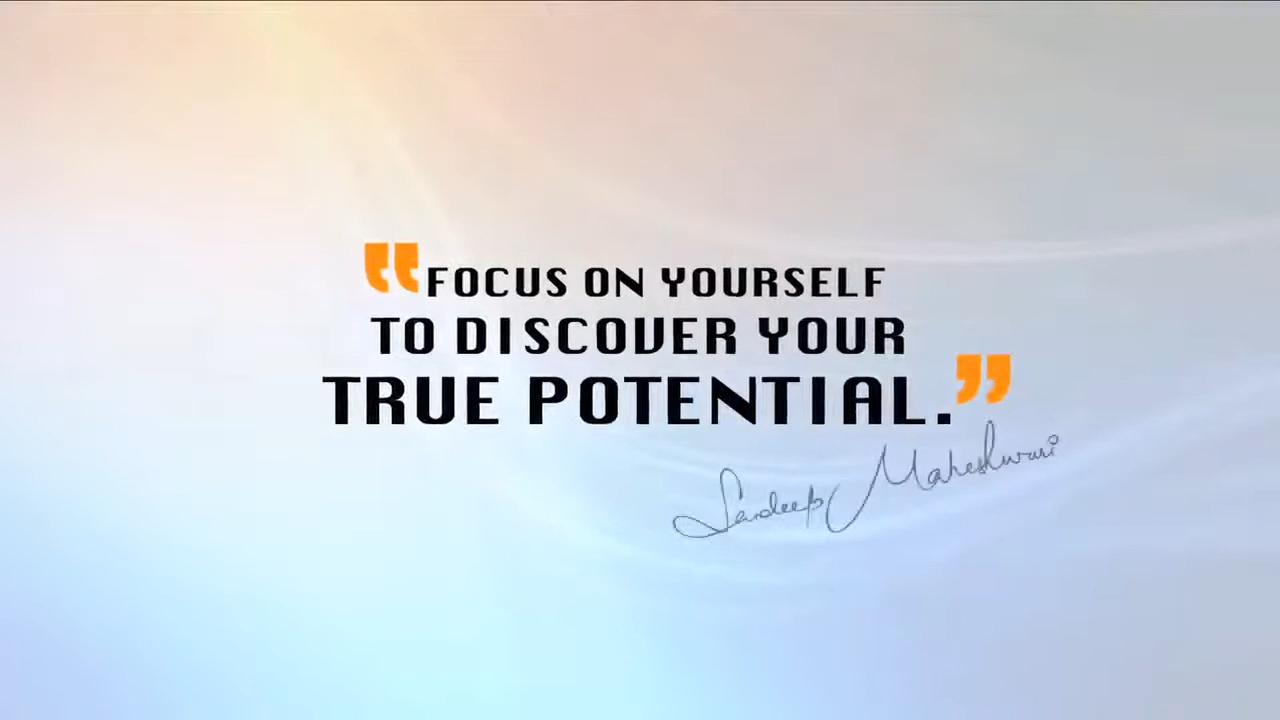 “FOCUS ON YOURSELF
TO DISCOVER YOUR
TRUE POTENTIAL.”
Sandeep Maheshwari